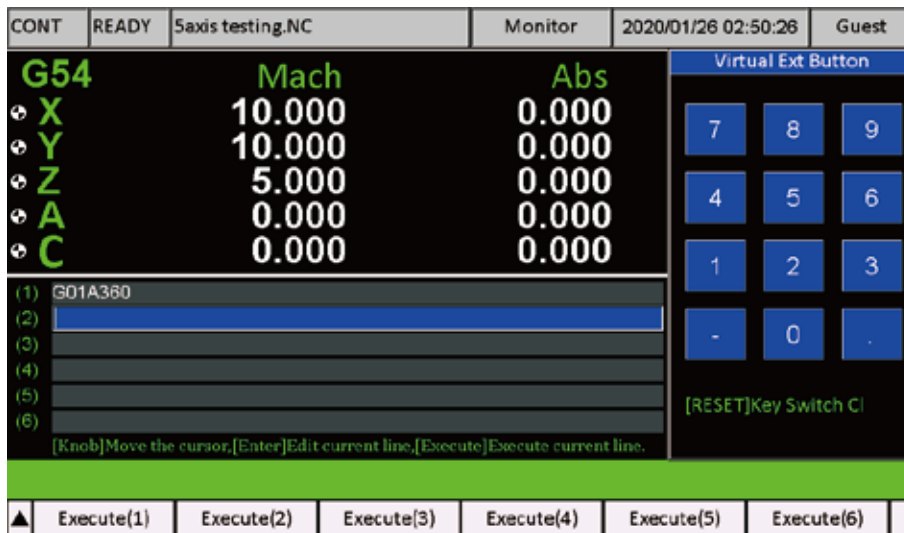 CONT READY 5axis testing.NC Monitor 2020/01/26 02:50:26 Guest
G54 Mach Abs
X 10.000 0.000
Y 10.000 0.000
Z 5.000 0.000
A 0.000 0.000
C 0.000 0.000
Virtual Ext Button
7 8 9
4 5 6
1 2 3
- 0 .
[RESET]Key Switch Cl
(1) G01A360
(2)
(3)
(4)
(5)
(6)
[Knob]Move the cursor,[Enter]Edit current line,[Execute]Execute current line.
▲ Execute(1) Execute(2) Execute(3) Execute(4) Execute(5) Execute(6)